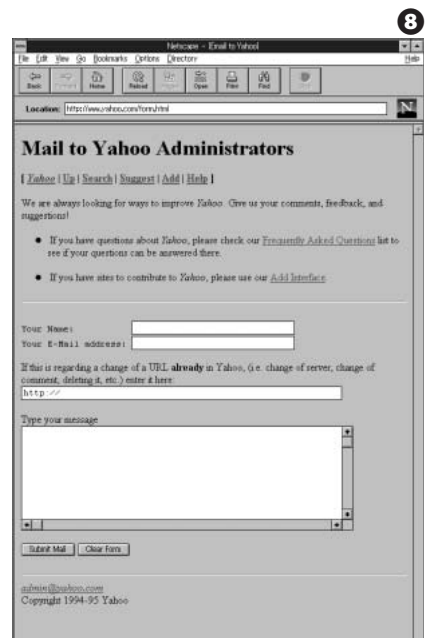 8
Netscape - [Email to Yahoo]
File Edit View Go Bookmarks Options Directory Help
Back Forward Home Reload Images Open Print Find Stop
Location: http://www.yahoo.com/form.html
N
Mail to Yahoo Administrators
[ Yahoo | Up | Search | Suggest | Add | Help ]
We are always looking for ways to improve Yahoo. Give us your comments, feedback, and
suggestions!
• If you have questions about Yahoo, please check our Frequently Asked Questions list to
see if your questions can be answered there.
• If you have sites to contribute to Yahoo, please use our Add Interface.
Your Name:
Your E-Mail address:
If this is regarding a change of a URL already in Yahoo, (i.e. change of server, change of
comment, deleting it, etc.) enter it here:
http://
Type your message
Submit Mail Clear Form
admin@yahoo.com
Copyright 1994-95 Yahoo